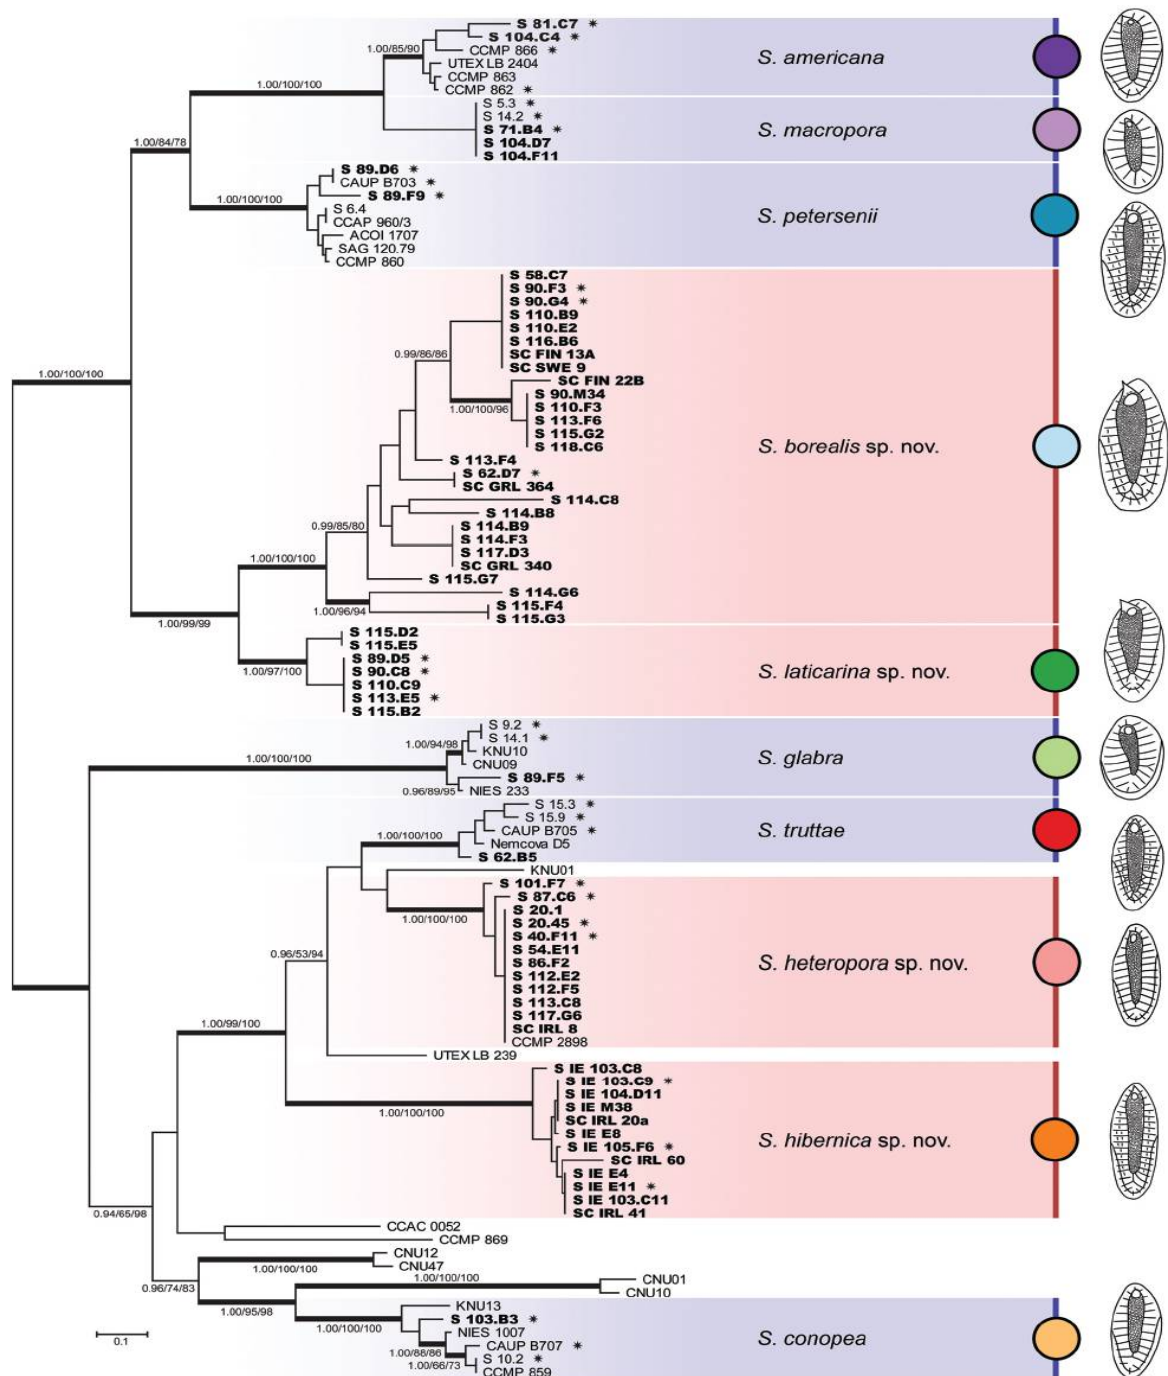 S 81.C7 *
S 104.C4 *
1.00/85/90
CCMP 866 *
UTEX LB 2404
CCMP 863
CCMP 862 *
S. americana
1.00/100/100
S 5.3 *
S 14.2 *
S 71.B4 *
S 104.D7
S 104.F11
S. macropora
1.00/84/78
S 89.D6 *
CAUP B703 *
S 89.F9 *
1.00/100/100
S 6.4
CCAP 960/3
ACOI 1707
SAG 120.79
CCMP 860
S. petersenii
S 58.C7
S 90.F3 *
S 90.G4 *
S 110.B9
S 110.E2
S 116.B6
SC FIN 13A
SC SWE 9
0.99/86/86
1.00/100/100
SC FIN 22B
S 90.M34
1.00/100/96
S 110.F3
S 113.F6
S 115.G2
S 118.C6
S. borealis sp. nov.
S 113.F4
S 62.D7 *
SC GRL 364
S 114.C8
S 114.B8
0.99/85/80
S 114.B9
S 114.F3
S 117.D3
SC GRL 340
1.00/100/100
S 115.G7
S 114.G6
S 115.F4
S 115.G3
1.00/96/94
1.00/99/99
S 115.D2
S 115.E5
S 89.D5 *
S 90.C8 *
1.00/97/100
S 110.C9
S 113.E5 *
S 115.B2
S. laticarina sp. nov.
S 9.2 *
S 14.1 *
1.00/94/98
KNU10
CNU09
1.00/100/100
S 89.F5 *
0.96/89/95
NIES 233
S. glabra
S 15.3 *
S 15.9 *
CAUP B705 *
1.00/100/100
Nemcova D5
S 62.B5
S. truttae
KNU01
S 101.F7 *
S 87.C6 *
S 20.1
1.00/100/100
S 20.45 *
S 40.F11 *
S 54.E11
0.96/53/94
S 86.F2
S 112.E2
S 112.F5
S 113.C8
S 117.G6
SC IRL 8
CCMP 2898
S. heteropora sp. nov.
1.00/99/100
UTEX LB 239
S IE 103.C8
S IE 103.C9 *
S IE 104.D11
S IE M38
1.00/100/100
SC IRL 20a
S IE E8
S IE 105.F6 *
SC IRL 60
S IE E4
S IE E11 *
S IE 103.C11
SC IRL 41
S. hibernica sp. nov.
0.94/65/98
CCAC 0052
CCMP 869
CNU12
CNU47
1.00/100/100
1.00/100/100
CNU01
CNU10
0.96/74/83
1.00/95/98
KNU13
S 103.B3 *
1.00/100/100
NIES 1007
CAUP B707 *
1.00/88/86
S 10.2 *
1.00/66/73
CCMP 859
S. conopea
0.1